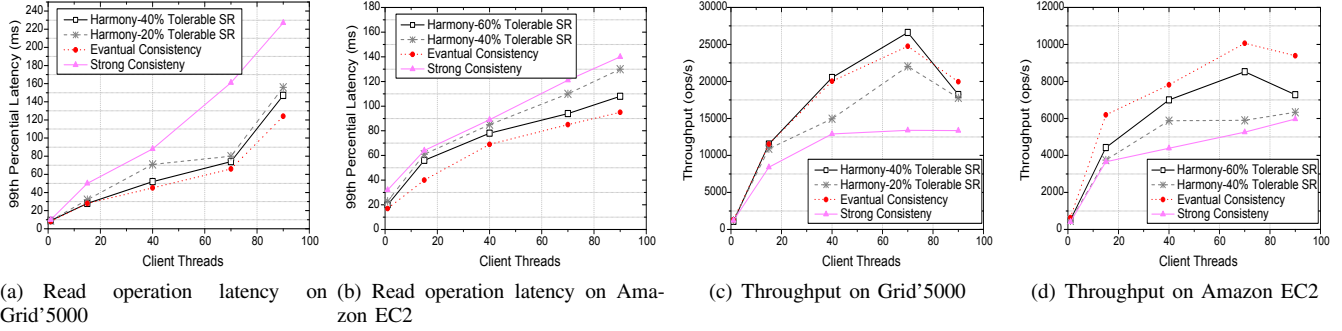 99th Percential Latency (ms)
240
220
200
180
160
140
120
100
80
60
40
20
0
Harmony-40% Tolerable SR
Harmony-20% Tolerable SR
Evantual Consistency
Strong Consisteny
0 20 40 60 80 100
Client Threads
99th Percential Latency (ms)
180
160
140
120
100
80
60
40
20
0
Harmony-60% Tolerable SR
Harmony-40% Tolerable SR
Evantual Consistency
Strong Consisteny
0 20 40 60 80 100
Client Threads
Throughput (ops/s)
30000
25000
20000
15000
10000
5000
0
Harmony-40% Tolerable SR
Harmony-20% Tolerable SR
Evantual Consistency
Strong Consisteny
0 20 40 60 80 100
Client Threads
Throughput (ops/s)
12000
10000
8000
6000
4000
2000
0
Harmony-60% Tolerable SR
Harmony-40% Tolerable SR
Evantual Consistency
Strong Consisteny
0 20 40 60 80 100
Client Threads
(a) Read operation latency on
Grid'5000
(b) Read operation latency on Ama-
zon EC2
(c) Throughput on Grid'5000
(d) Throughput on Amazon EC2